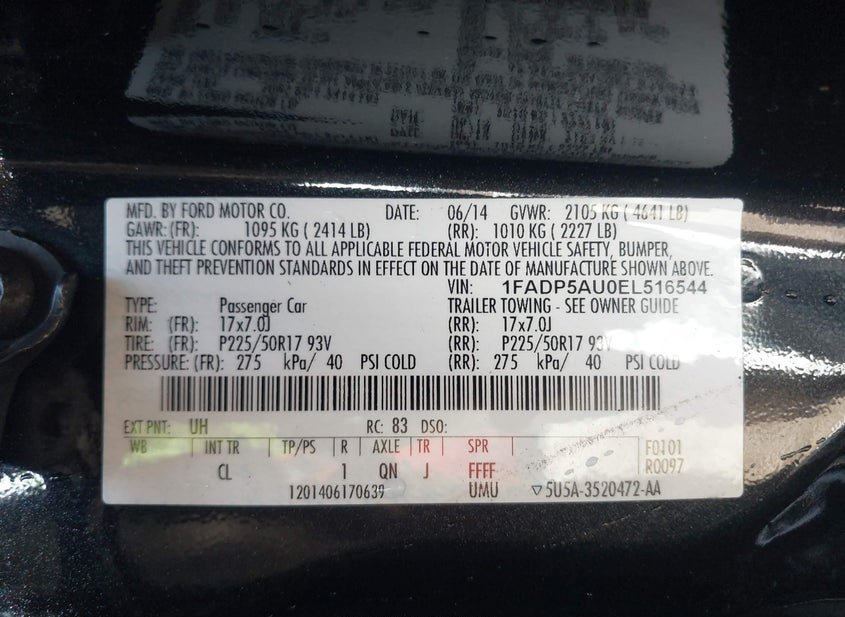 MFD. BY FORD MOTOR CO. DATE: 06/14 GVWR: 2105 KG ( 4641 LB)
GAWR:(FR): 1095 KG ( 2414 LB) (RR): 1010 KG ( 2227 LB)
THIS VEHICLE CONFORMS TO ALL APPLICABLE FEDERAL MOTOR VEHICLE SAFETY, BUMPER,
AND THEFT PREVENTION STANDARDS IN EFFECT ON THE DATE OF MANUFACTURE SHOWN ABOVE.
VIN: 1FADP5AU0EL516544
TYPE: Passenger Car TRAILER TOWING - SEE OWNER GUIDE
RIM: (FR): 17x7.0J (RR): 17x7.0J
TIRE: (FR): P225/50R17 93V (RR): P225/50R17 93V
PRESSURE:(FR): 275 kPa/ 40 PSI COLD (RR): 275 kPa/ 40 PSI COLD
EXT PNT: UH RC: 83 DSO:
WB INT TR TP/PS R AXLE TR SPR F0101
CL 1 QN J FFFF R0097
1201406170639 UMU ▽5U5A-3520472-AA